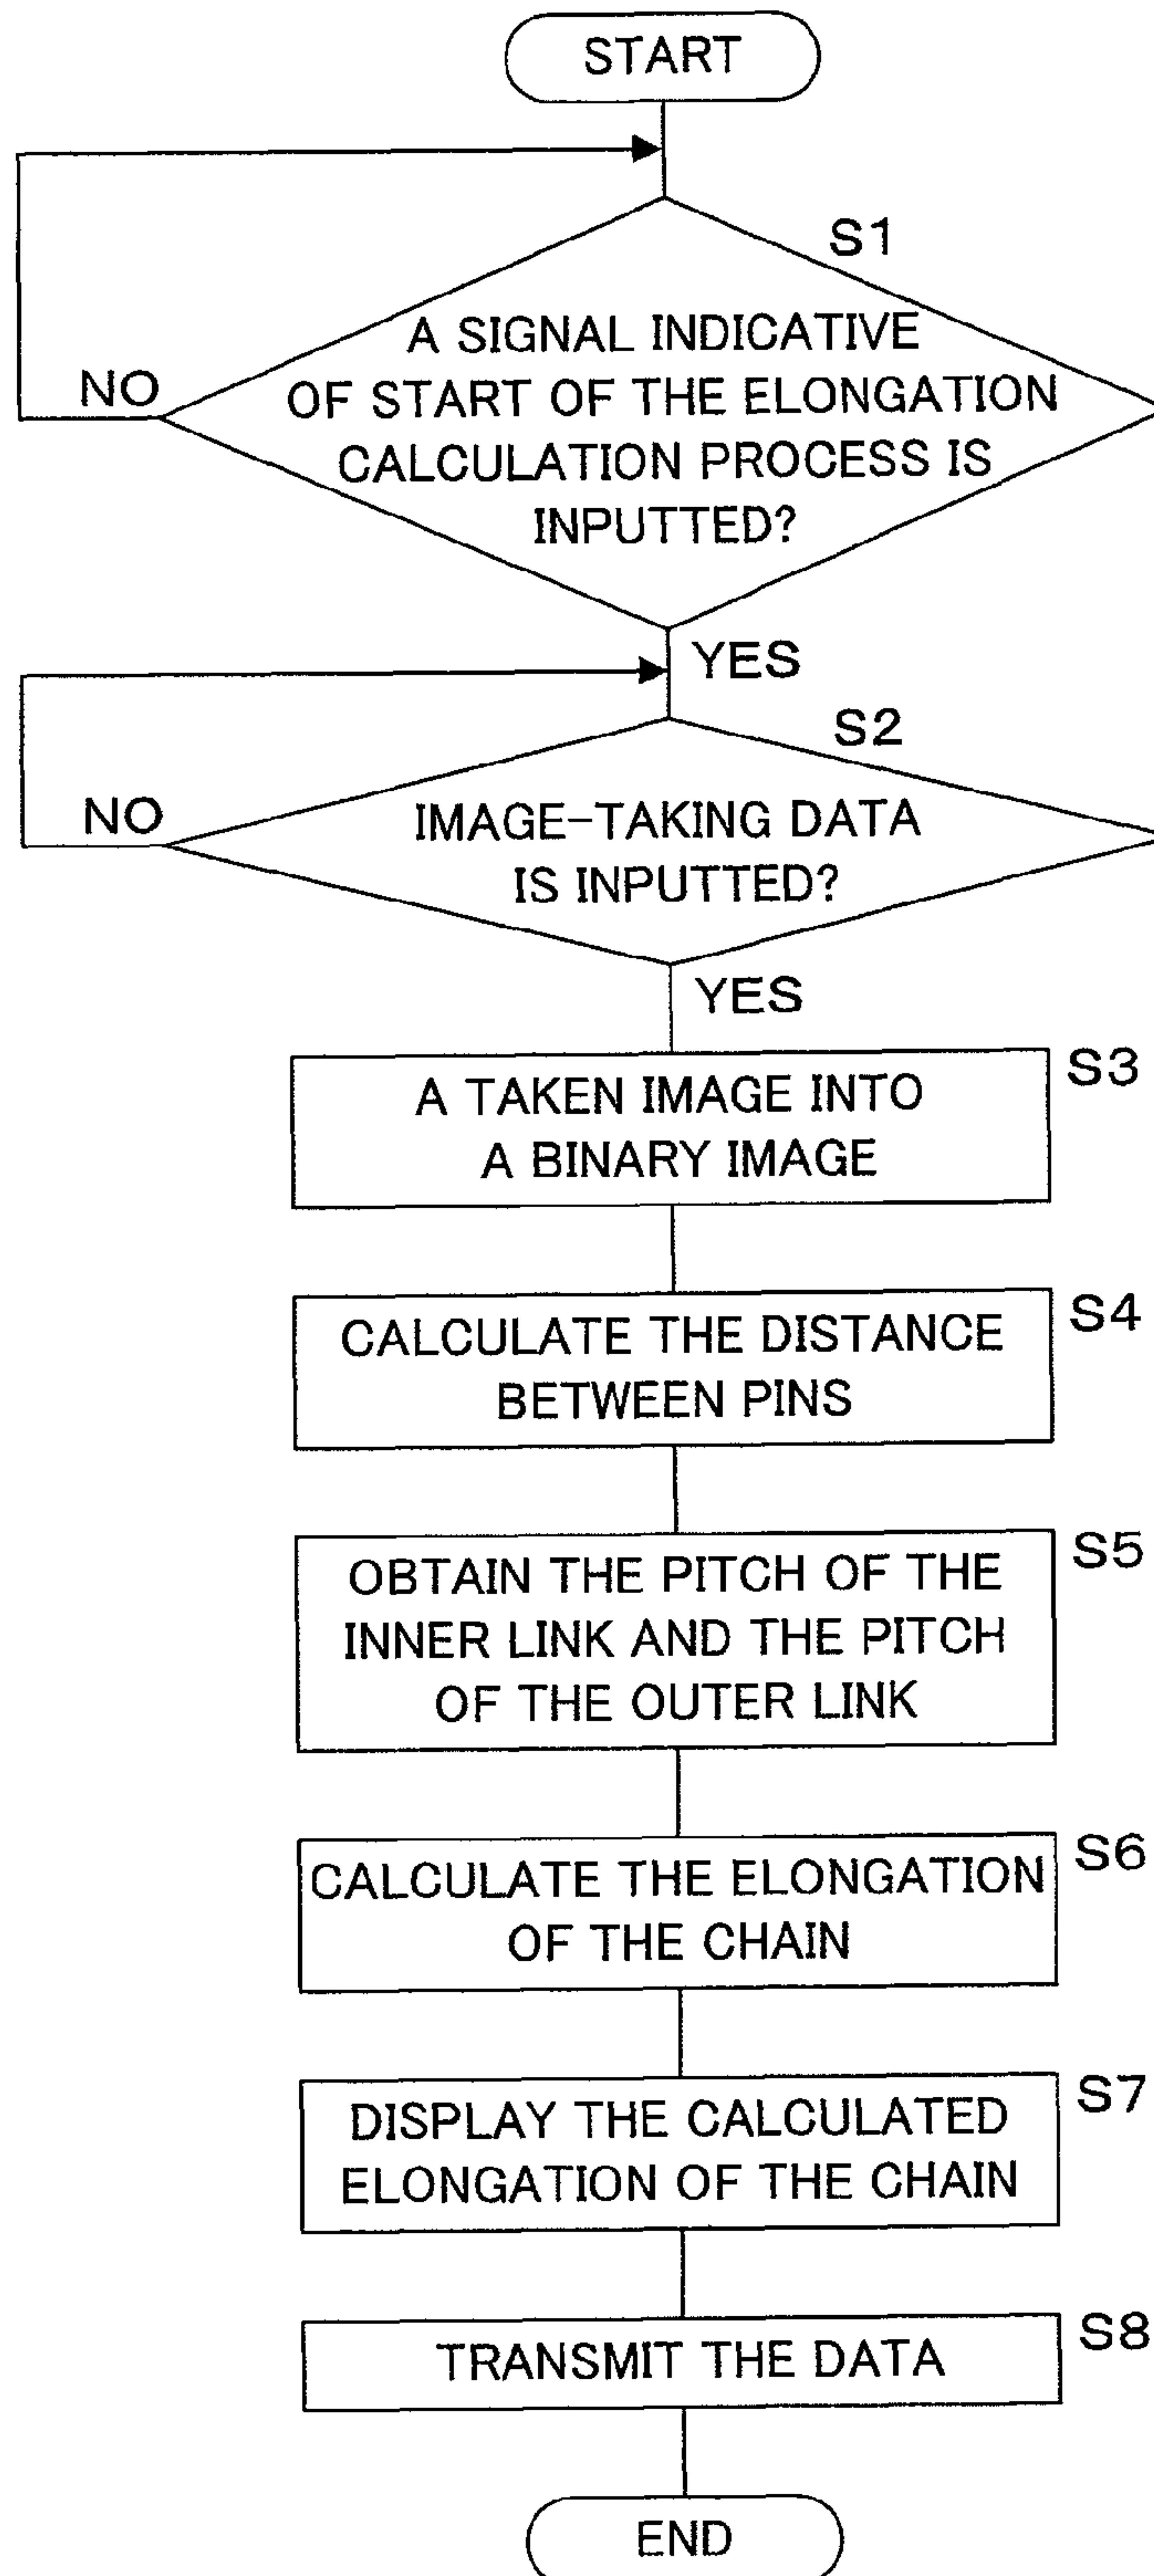 START
S1
A SIGNAL INDICATIVE
OF START OF THE ELONGATION
CALCULATION PROCESS IS
INPUTTED?
NO
YES
S2
IMAGE-TAKING DATA
IS INPUTTED?
NO
YES
S3
A TAKEN IMAGE INTO
A BINARY IMAGE
S4
CALCULATE THE DISTANCE
BETWEEN PINS
S5
OBTAIN THE PITCH OF THE
INNER LINK AND THE PITCH
OF THE OUTER LINK
S6
CALCULATE THE ELONGATION
OF THE CHAIN
S7
DISPLAY THE CALCULATED
ELONGATION OF THE CHAIN
S8
TRANSMIT THE DATA
END